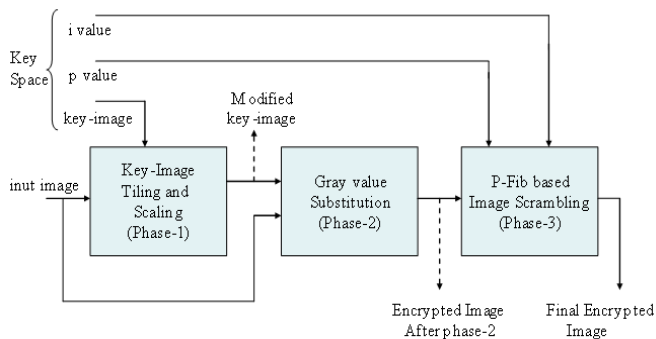 i value
Key
Space
p value
key-image
Modified
key-image
inut image
Key-Image
Tiling and
Scaling
(Phase-1)
Gray value
Substitution
(Phase-2)
P-Fib based
Image Scrambling
(Phase-3)
Encrypted Image
After phase-2
Final Encrypted
Image